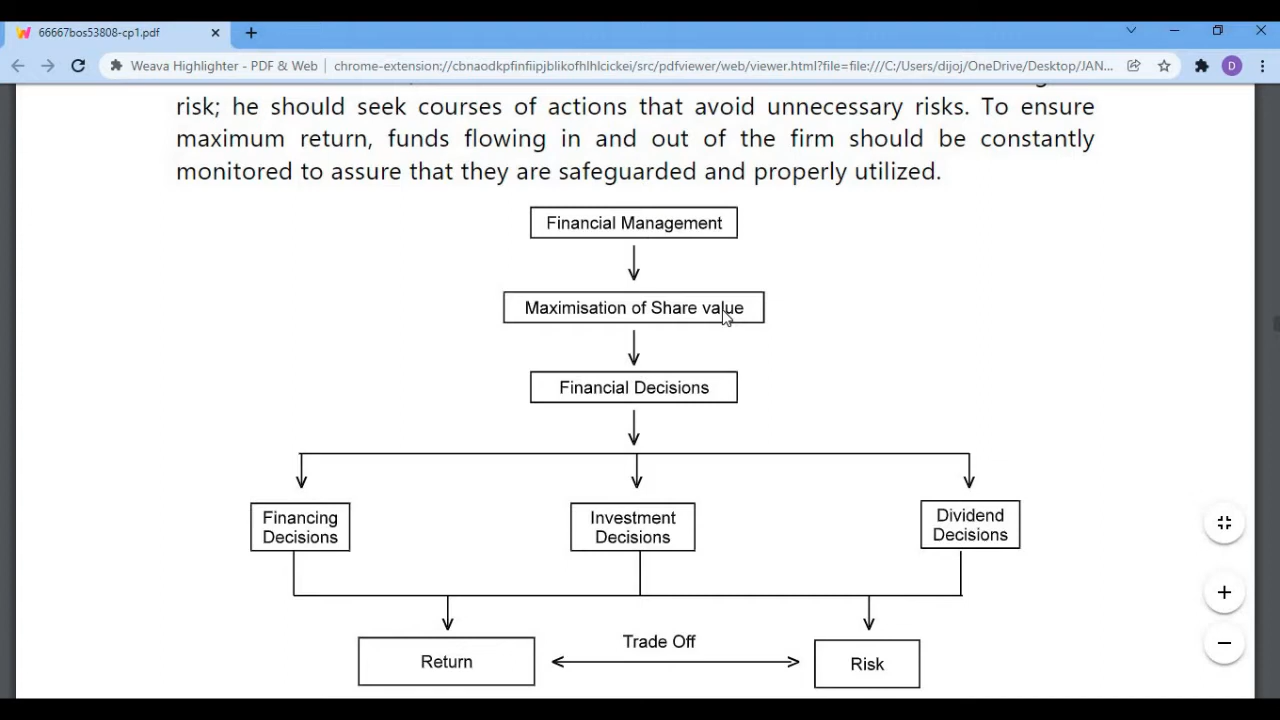 66667bos53808-cp1.pdf
Weava Highlighter - PDF & Web
chrome-extension://cbnaodkpfinfiipjblikofhlhlcickei/src/pdfviewer/web/viewer.html?file=file:///C:/Users/dijoj/OneDrive/Desktop/JAN...
D
risk; he should seek courses of actions that avoid unnecessary risks. To ensure
maximum return, funds flowing in and out of the firm should be constantly
monitored to assure that they are safeguarded and properly utilized.
Financial Management
Maximisation of Share value
Financial Decisions
Financing
Decisions
Investment
Decisions
Dividend
Decisions
Trade Off
Return
Risk